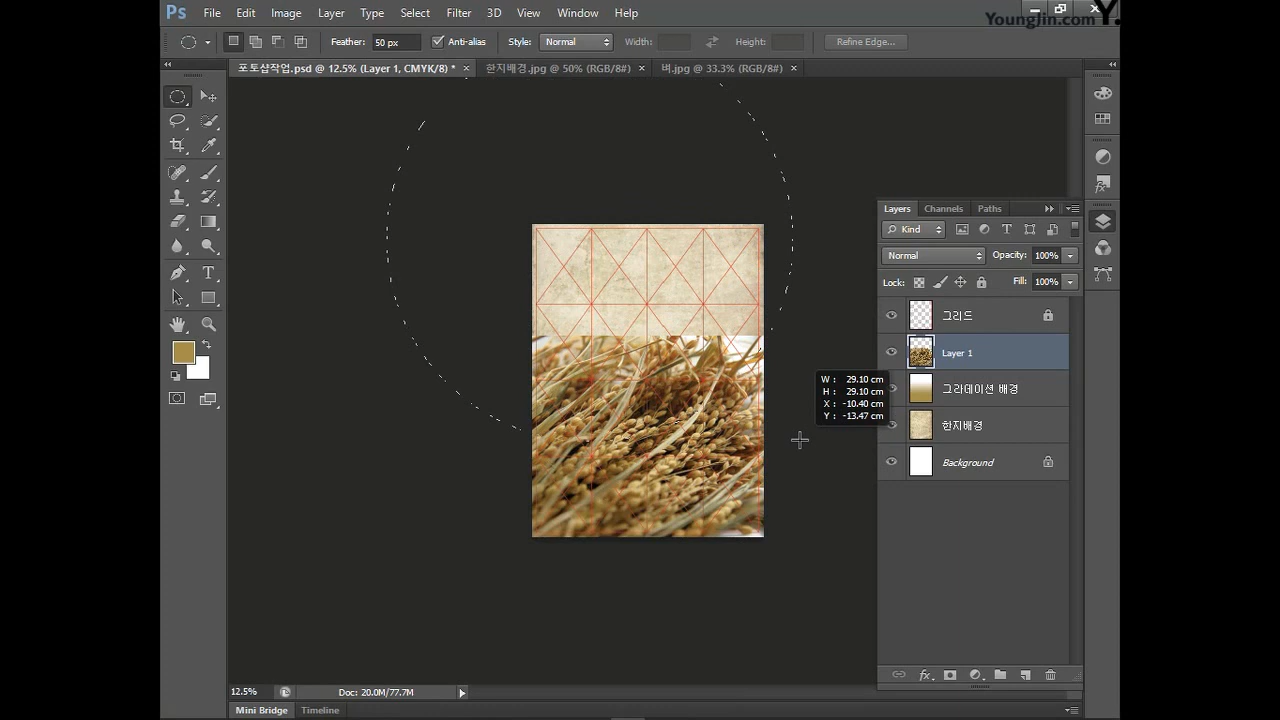 Ps File Edit Image Layer Type Select Filter 3D View Window Help
YoungJin.com Y.
Feather: 50 px Anti-alias Style: Normal Width: Height: Refine Edge...
포토샵작업.psd @ 12.5% (Layer 1, CMYK/8) * × 한지배경.jpg @ 50% (RGB/8#) × 벼.jpg @ 33.3% (RGB/8#) ×
Layers Channels Paths
Kind
Normal Opacity: 100%
Lock: Fill: 100%
그리드
Layer 1
그라데이션 배경
한지배경
Background
W : 29.10 cm
H : 29.10 cm
X : -10.40 cm
Y : -13.47 cm
12.5% Doc: 20.0M/77.7M
Mini Bridge Timeline